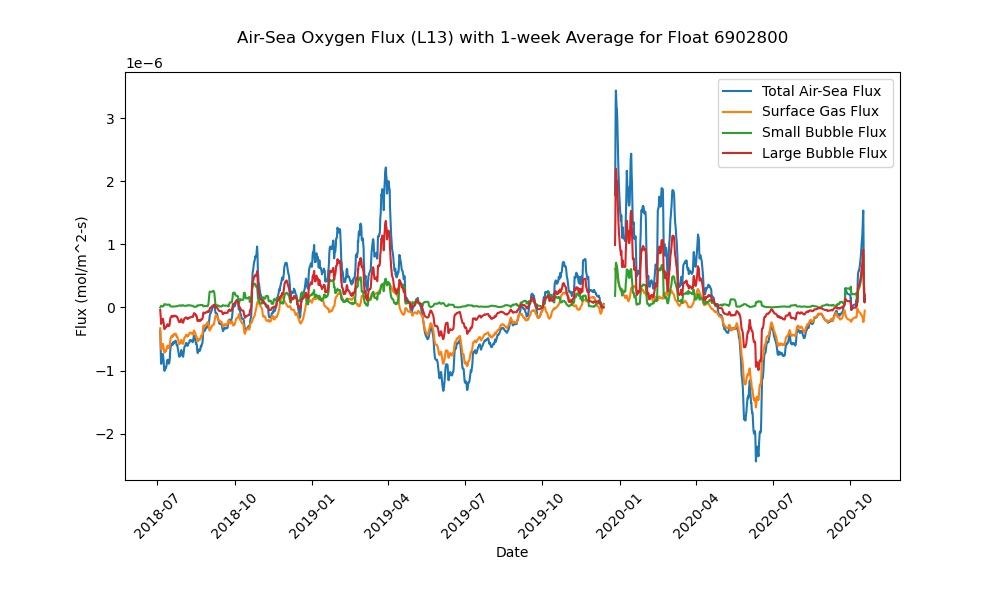 Air-Sea Oxygen Flux (L13) with 1-week Average for Float 6902800
1e−6
Total Air-Sea Flux
Surface Gas Flux
Small Bubble Flux
Large Bubble Flux
3
2
1
0
−1
−2
Flux (mol/m^2-s)
2018-07
2018-10
2019-01
2019-04
2019-07
2019-10
2020-01
2020-04
2020-07
2020-10
Date